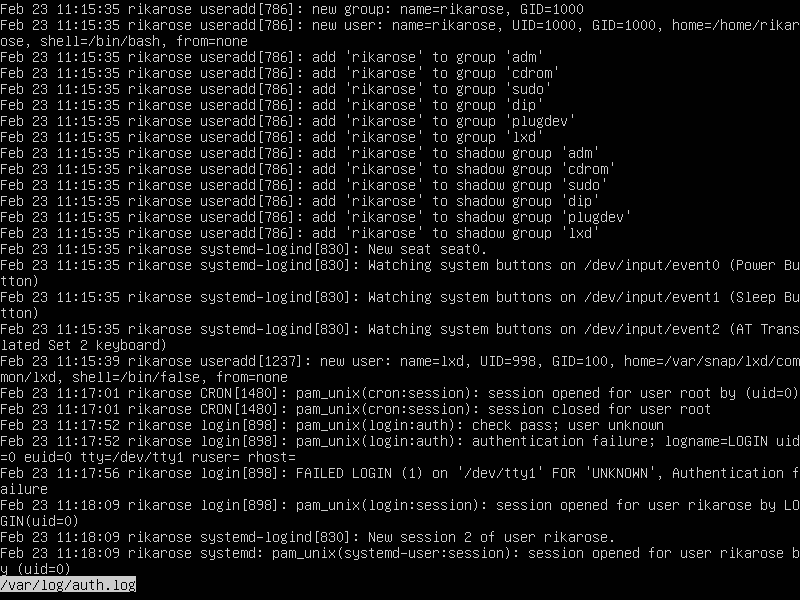 Feb 23 11:15:35 rikarose useradd[786]: new group: name=rikarose, GID=1000
Feb 23 11:15:35 rikarose useradd[786]: new user: name=rikarose, UID=1000, GID=1000, home=/home/rikar
ose, shell=/bin/bash, from=none
Feb 23 11:15:35 rikarose useradd[786]: add 'rikarose' to group 'adm'
Feb 23 11:15:35 rikarose useradd[786]: add 'rikarose' to group 'cdrom'
Feb 23 11:15:35 rikarose useradd[786]: add 'rikarose' to group 'sudo'
Feb 23 11:15:35 rikarose useradd[786]: add 'rikarose' to group 'dip'
Feb 23 11:15:35 rikarose useradd[786]: add 'rikarose' to group 'plugdev'
Feb 23 11:15:35 rikarose useradd[786]: add 'rikarose' to group 'lxd'
Feb 23 11:15:35 rikarose useradd[786]: add 'rikarose' to shadow group 'adm'
Feb 23 11:15:35 rikarose useradd[786]: add 'rikarose' to shadow group 'cdrom'
Feb 23 11:15:35 rikarose useradd[786]: add 'rikarose' to shadow group 'sudo'
Feb 23 11:15:35 rikarose useradd[786]: add 'rikarose' to shadow group 'dip'
Feb 23 11:15:35 rikarose useradd[786]: add 'rikarose' to shadow group 'plugdev'
Feb 23 11:15:35 rikarose useradd[786]: add 'rikarose' to shadow group 'lxd'
Feb 23 11:15:35 rikarose systemd-logind[830]: New seat seat0.
Feb 23 11:15:35 rikarose systemd-logind[830]: Watching system buttons on /dev/input/event0 (Power Bu
tton)
Feb 23 11:15:35 rikarose systemd-logind[830]: Watching system buttons on /dev/input/event1 (Sleep Bu
tton)
Feb 23 11:15:35 rikarose systemd-logind[830]: Watching system buttons on /dev/input/event2 (AT Trans
lated Set 2 keyboard)
Feb 23 11:15:39 rikarose useradd[1237]: new user: name=lxd, UID=998, GID=100, home=/var/snap/lxd/com
mon/lxd, shell=/bin/false, from=none
Feb 23 11:17:01 rikarose CRON[1480]: pam_unix(cron:session): session opened for user root by (uid=0)
Feb 23 11:17:01 rikarose CRON[1480]: pam_unix(cron:session): session closed for user root
Feb 23 11:17:52 rikarose login[898]: pam_unix(login:auth): check pass; user unknown
Feb 23 11:17:52 rikarose login[898]: pam_unix(login:auth): authentication failure; logname=LOGIN uid
=0 euid=0 tty=/dev/tty1 ruser= rhost=
Feb 23 11:17:56 rikarose login[898]: FAILED LOGIN (1) on '/dev/tty1' FOR 'UNKNOWN', Authentication f
ailure
Feb 23 11:18:09 rikarose login[898]: pam_unix(login:session): session opened for user rikarose by LO
GIN(uid=0)
Feb 23 11:18:09 rikarose systemd-logind[830]: New session 2 of user rikarose.
Feb 23 11:18:09 rikarose systemd: pam_unix(systemd-user:session): session opened for user rikarose b
y (uid=0)
/var/log/auth.log